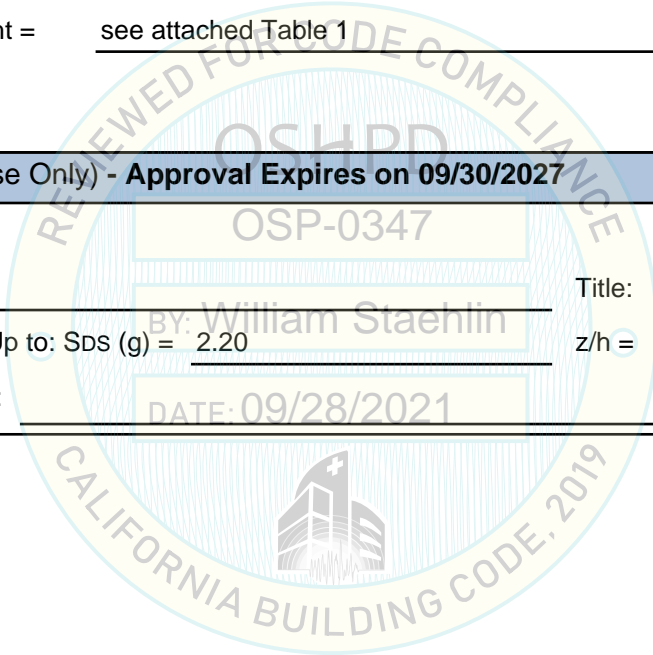 nt = see attached Table 1
REVIEWED FOR CODE COMPLIANCE
OSHPD
se Only) - Approval Expires on 09/30/2027
OSP-0347
Title:
BY: William Staehlin
Up to: SDS (g) = 2.20 z/h =
DATE: 09/28/2021
CALIFORNIA BUILDING CODE, 2019